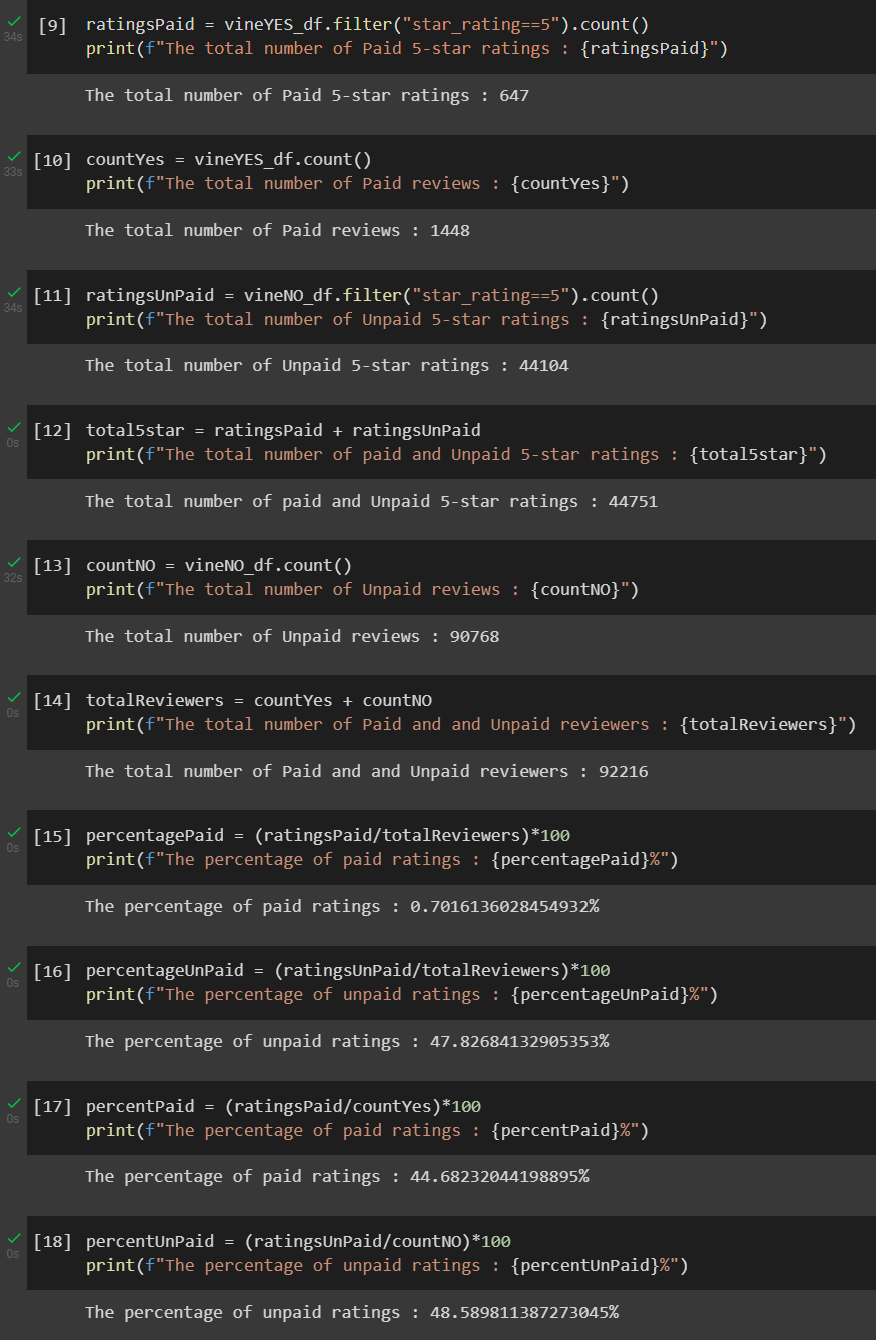 [9] ratingsPaid = vineYES_df.filter("star_rating==5").count()
34s print(f"The total number of Paid 5-star ratings : {ratingsPaid}")
The total number of Paid 5-star ratings : 647
[10] countYes = vineYES_df.count()
33s print(f"The total number of Paid reviews : {countYes}")
The total number of Paid reviews : 1448
[11] ratingsUnPaid = vineNO_df.filter("star_rating==5").count()
34s print(f"The total number of Unpaid 5-star ratings : {ratingsUnPaid}")
The total number of Unpaid 5-star ratings : 44104
[12] total5star = ratingsPaid + ratingsUnPaid
0s print(f"The total number of paid and Unpaid 5-star ratings : {total5star}")
The total number of paid and Unpaid 5-star ratings : 44751
[13] countNO = vineNO_df.count()
32s print(f"The total number of Unpaid reviews : {countNO}")
The total number of Unpaid reviews : 90768
[14] totalReviewers = countYes + countNO
0s print(f"The total number of Paid and and Unpaid reviewers : {totalReviewers}")
The total number of Paid and and Unpaid reviewers : 92216
[15] percentagePaid = (ratingsPaid/totalReviewers)*100
0s print(f"The percentage of paid ratings : {percentagePaid}%")
The percentage of paid ratings : 0.7016136028454932%
[16] percentageUnPaid = (ratingsUnPaid/totalReviewers)*100
0s print(f"The percentage of unpaid ratings : {percentageUnPaid}%")
The percentage of unpaid ratings : 47.82684132905353%
[17] percentPaid = (ratingsPaid/countYes)*100
0s print(f"The percentage of paid ratings : {percentPaid}%")
The percentage of paid ratings : 44.68232044198895%
[18] percentUnPaid = (ratingsUnPaid/countNO)*100
0s print(f"The percentage of unpaid ratings : {percentUnPaid}%")
The percentage of unpaid ratings : 48.589811387273045%